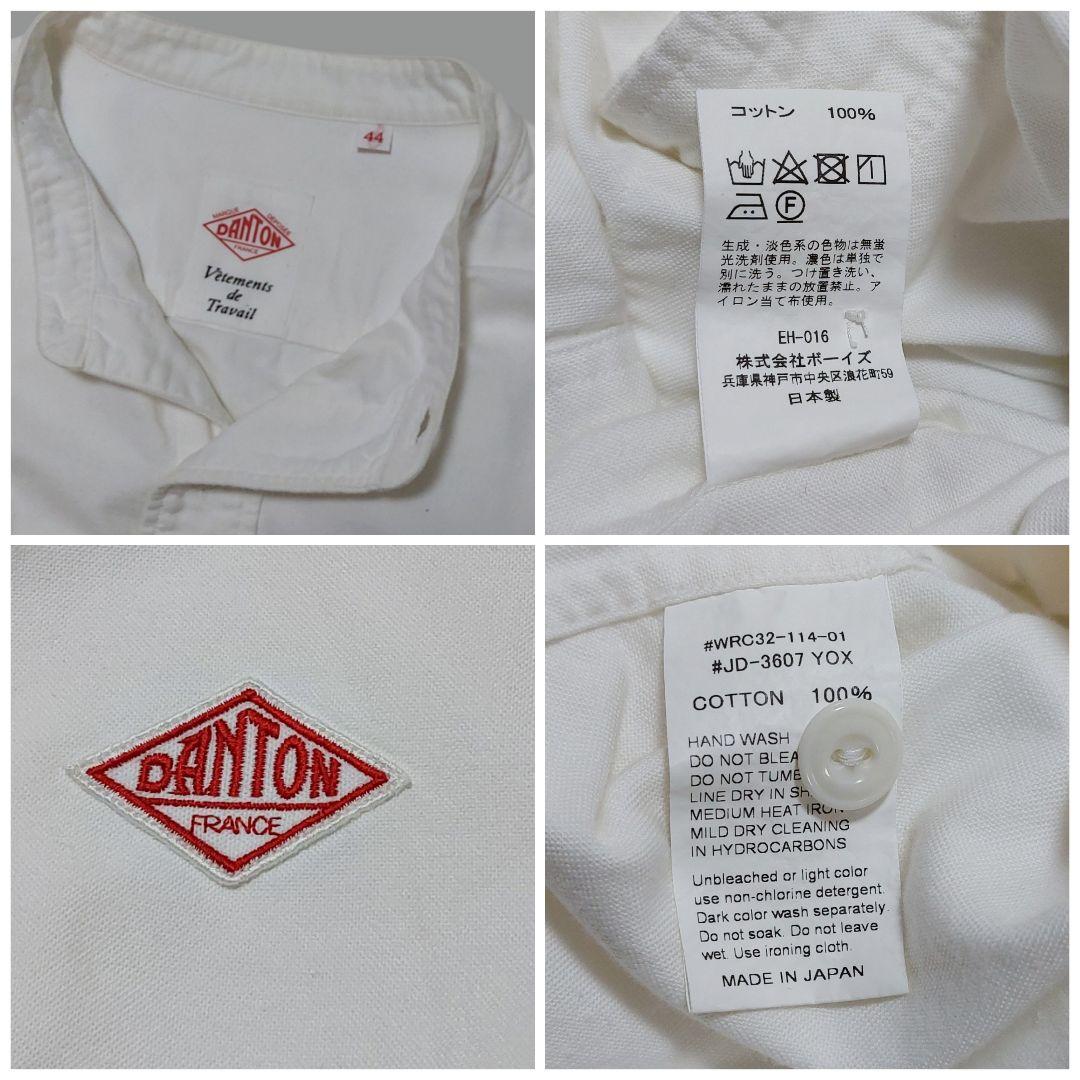 44
MARQUE DÉPOSÉE
DANTON
FRANCE
Vêtements
de
Travail
コットン 100%
F
生成・淡色系の色物は無蛍
光洗剤使用。濃色は単独で
別に洗う。つけ置き洗い、
濡れたままの放置禁止。ア
イロン当て布使用。
EH-016
株式会社ボーイズ
兵庫県神戸市中央区浪花町59
日本製
DANTON
FRANCE
#WRC32-114-01
#JD-3607 YOX
COTTON 100%
HAND WASH
DO NOT BLEA
DO NOT TUMB
LINE DRY IN SH
MEDIUM HEAT IRON
MILD DRY CLEANING
IN HYDROCARBONS
Unbleached or light color
use non-chlorine detergent.
Dark color wash separately.
Do not soak. Do not leave
wet. Use ironing cloth.
MADE IN JAPAN